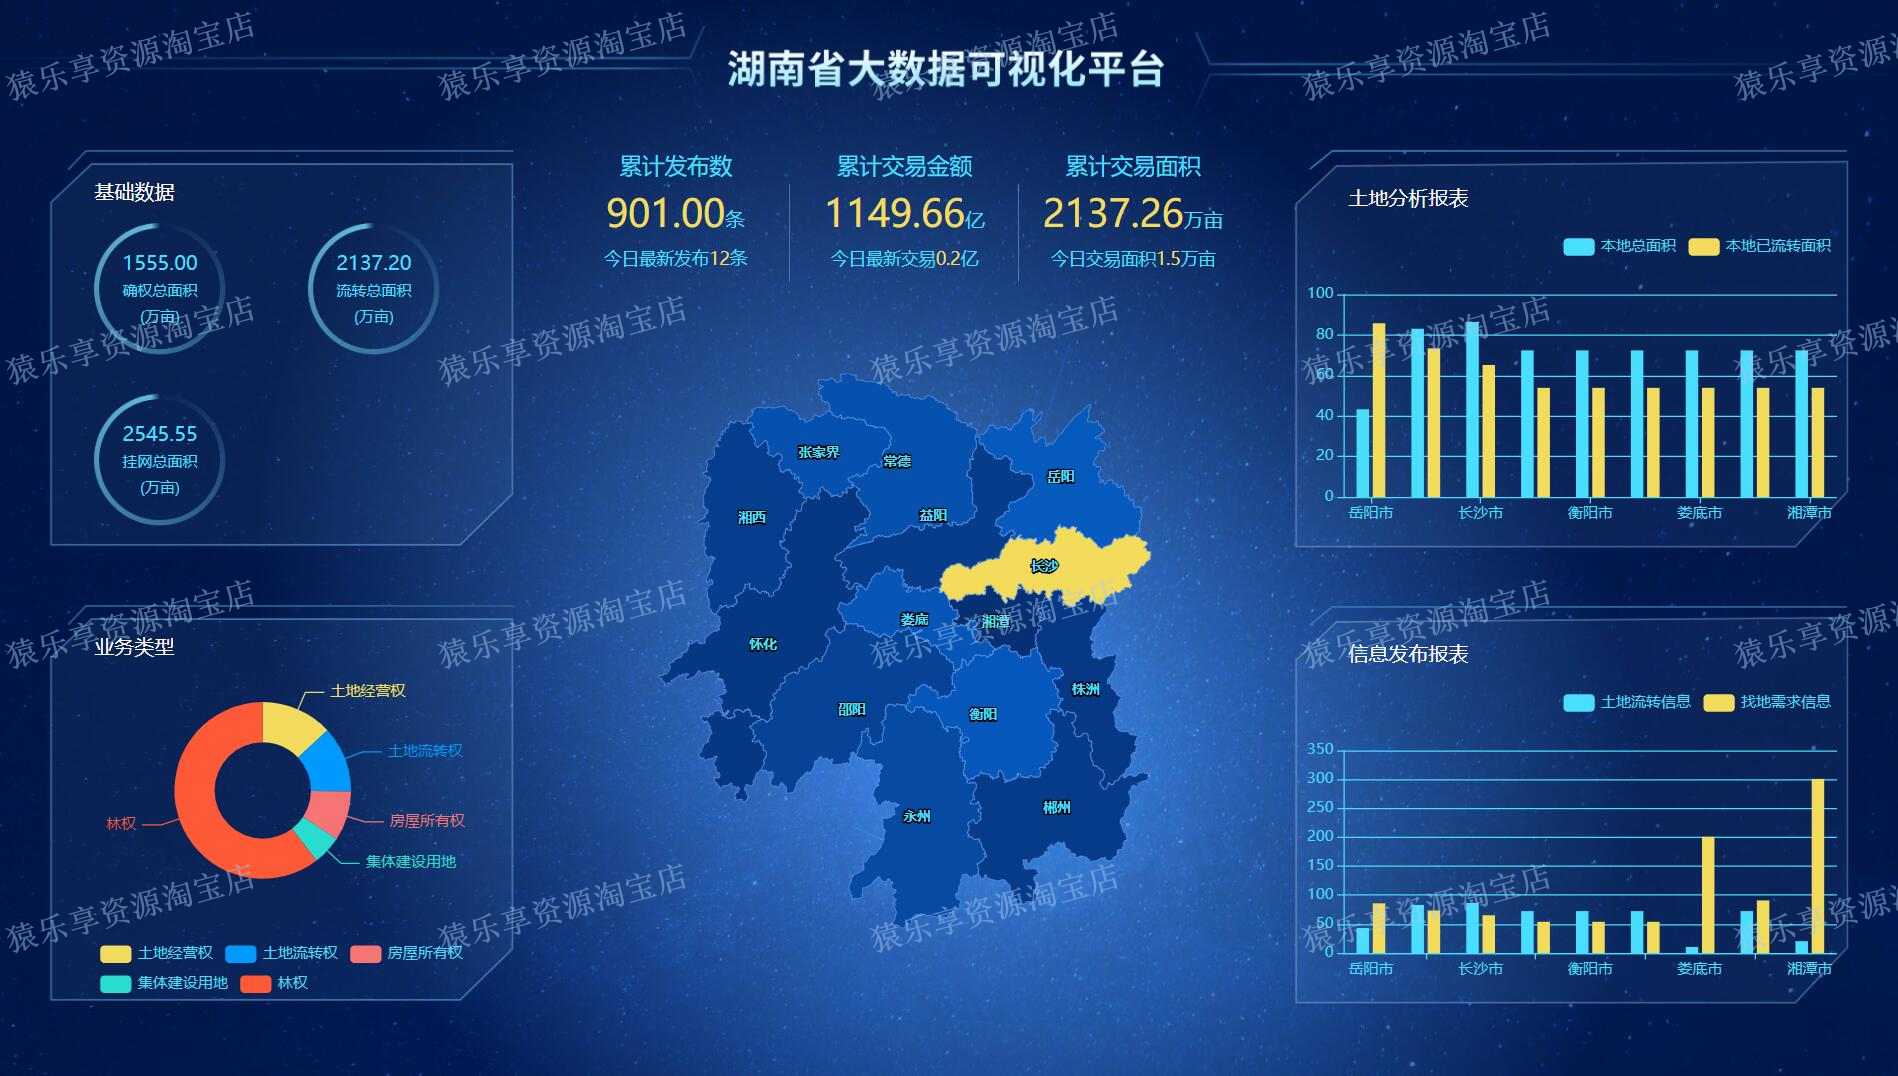 湖南省大数据可视化平台
累计发布数
901.00条
今日最新发布12条
累计交易金额
1149.66亿
今日最新交易0.2亿
累计交易面积
2137.26万亩
今日交易面积1.5万亩
基础数据
1555.00
确权总面积
(万亩)
2137.20
流转总面积
(万亩)
2545.55
挂网总面积
(万亩)
业务类型
土地经营权
土地流转权
房屋所有权
集体建设用地
林权
土地经营权 土地流转权 房屋所有权
集体建设用地 林权
张家界
常德
岳阳
湘西
益阳
长沙
娄底
湘潭
怀化
株洲
邵阳
衡阳
郴州
永州
土地分析报表
本地总面积 本地已流转面积
100
80
60
40
20
0
岳阳市 长沙市 衡阳市 娄底市 湘潭市
信息发布报表
土地流转信息 找地需求信息
350
300
250
200
150
100
50
0
岳阳市 长沙市 衡阳市 娄底市 湘潭市
猿乐享资源淘宝店